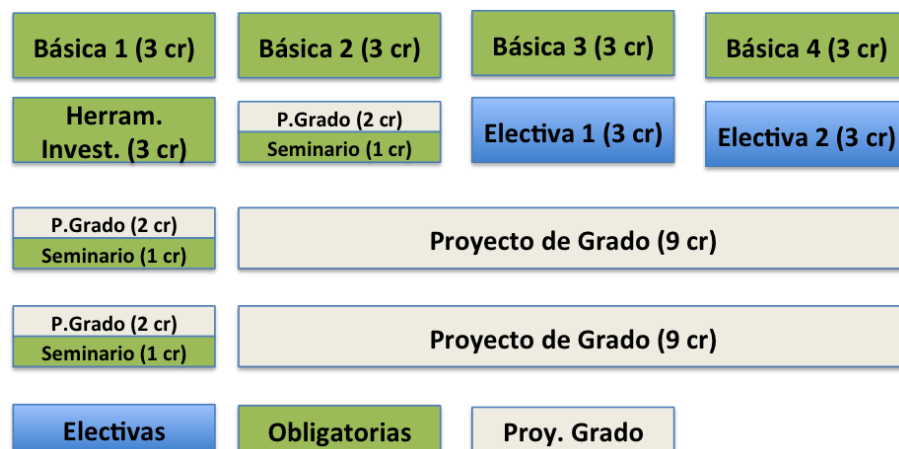 Básica 1 (3 cr)
Básica 2 (3 cr)
Básica 3 (3 cr)
Básica 4 (3 cr)
Herram.
Invest. (3 cr)
P.Grado (2 cr)
Seminario (1 cr)
Electiva 1 (3 cr)
Electiva 2 (3 cr)
P.Grado (2 cr)
Seminario (1 cr)
Proyecto de Grado (9 cr)
P.Grado (2 cr)
Seminario (1 cr)
Proyecto de Grado (9 cr)
Electivas
Obligatorias
Proy. Grado